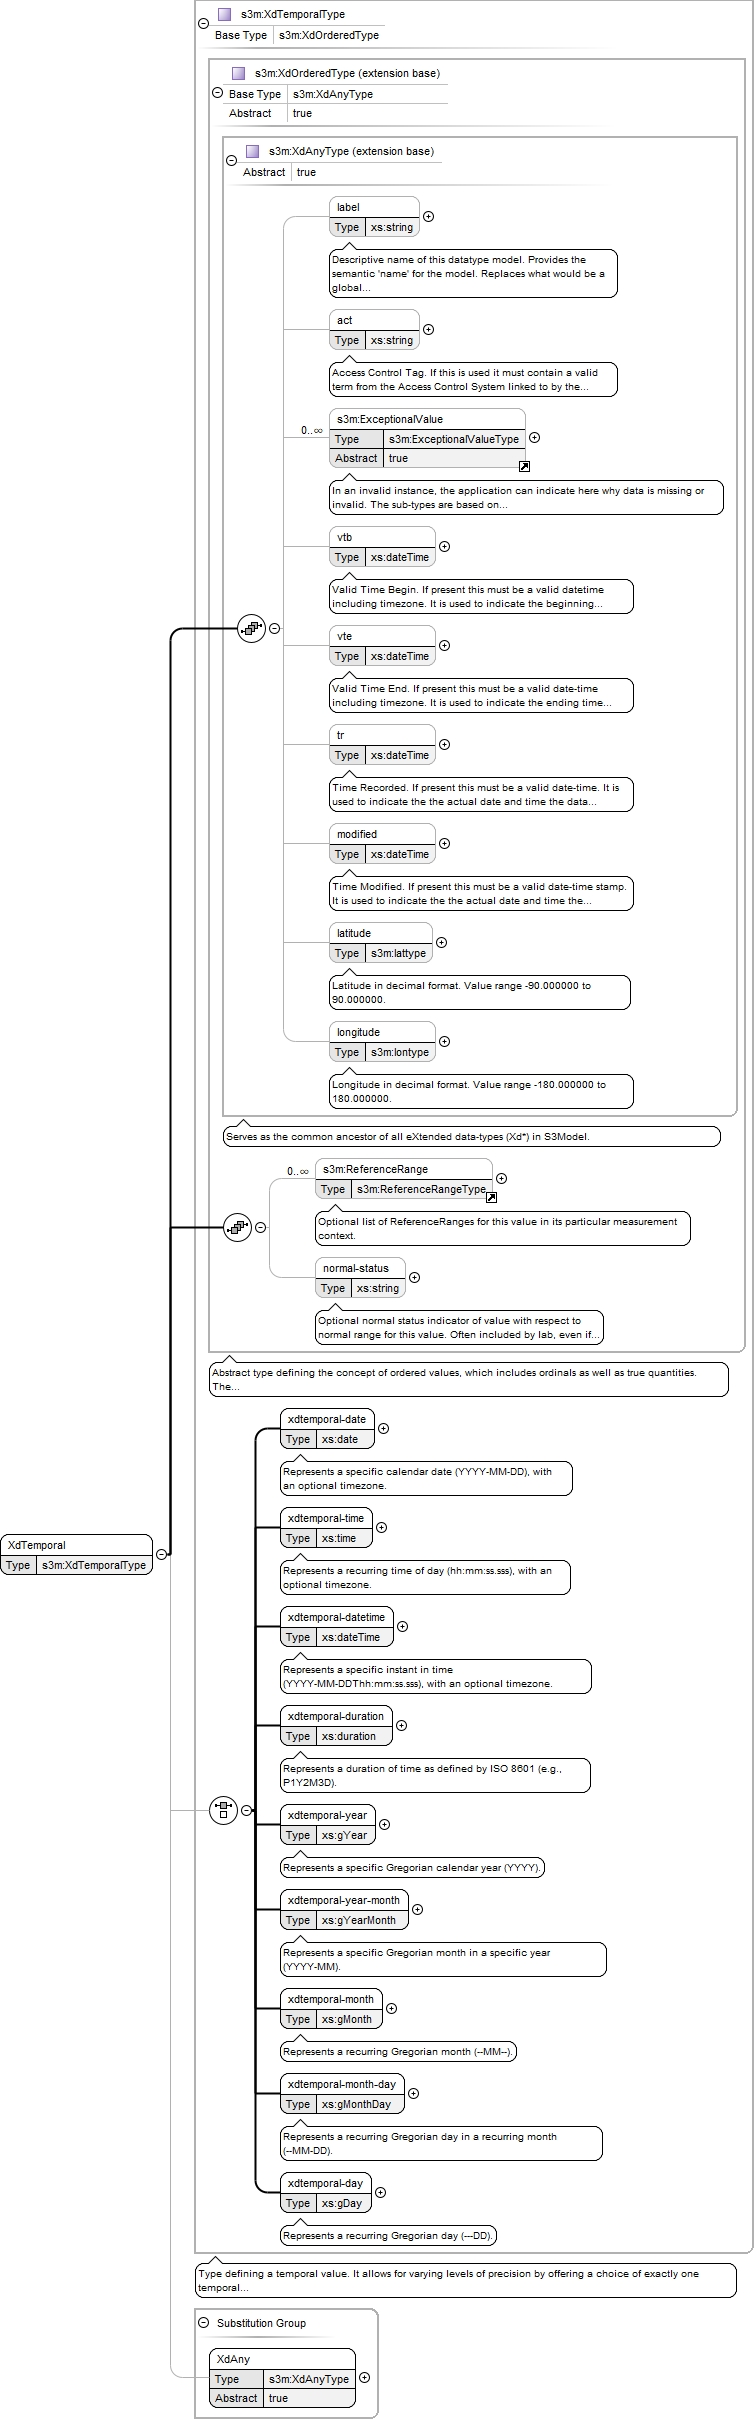 s3m:XdTemporalType
Base Type s3m:XdOrderedType
s3m:XdOrderedType (extension base)
Base Type s3m:XdAnyType
Abstract true
s3m:XdAnyType (extension base)
Abstract true
label
Type xs:string
Descriptive name of this datatype model. Provides the
semantic 'name' for the model. Replaces what would be a
global...
act
Type xs:string
Access Control Tag. If this is used it must contain a valid
term from the Access Control System linked to by the...
0..∞
s3m:ExceptionalValue
Type s3m:ExceptionalValueType
Abstract true
In an invalid instance, the application can indicate here why data is missing or
invalid. The sub-types are based on...
vtb
Type xs:dateTime
Valid Time Begin. If present this must be a valid datetime
including timezone. It is used to indicate the beginning...
vte
Type xs:dateTime
Valid Time End. If present this must be a valid date-time
including timezone. It is used to indicate the ending time...
tr
Type xs:dateTime
Time Recorded. If present this must be a valid date-time. It is
used to indicate the the actual date and time the data...
modified
Type xs:dateTime
Time Modified. If present this must be a valid date-time stamp.
It is used to indicate the the actual date and time the...
latitude
Type s3m:lattype
Latitude in decimal format. Value range -90.000000 to
90.000000.
longitude
Type s3m:lontype
Longitude in decimal format. Value range -180.000000 to
180.000000.
Serves as the common ancestor of all eXtended data-types (Xd*) in S3Model.
0..∞
s3m:ReferenceRange
Type s3m:ReferenceRangeType
Optional list of ReferenceRanges for this value in its particular measurement
context.
normal-status
Type xs:string
Optional normal status indicator of value with respect to
normal range for this value. Often included by lab, even if...
Abstract type defining the concept of ordered values, which includes ordinals as well as true quantities.
The...
xdtemporal-date
Type xs:date
Represents a specific calendar date (YYYY-MM-DD), with
an optional timezone.
xdtemporal-time
Type xs:time
Represents a recurring time of day (hh:mm:ss.sss), with an
optional timezone.
XdTemporal
Type s3m:XdTemporalType
xdtemporal-datetime
Type xs:dateTime
Represents a specific instant in time
(YYYY-MM-DDThh:mm:ss.sss), with an optional timezone.
xdtemporal-duration
Type xs:duration
Represents a duration of time as defined by ISO 8601 (e.g.,
P1Y2M3D).
xdtemporal-year
Type xs:gYear
Represents a specific Gregorian calendar year (YYYY).
xdtemporal-year-month
Type xs:gYearMonth
Represents a specific Gregorian month in a specific year
(YYYY-MM).
xdtemporal-month
Type xs:gMonth
Represents a recurring Gregorian month (--MM--).
xdtemporal-month-day
Type xs:gMonthDay
Represents a recurring Gregorian day in a recurring month
(--MM-DD).
xdtemporal-day
Type xs:gDay
Represents a recurring Gregorian day (---DD).
Type defining a temporal value. It allows for varying levels of precision by offering a choice of exactly one
temporal...
Substitution Group
XdAny
Type s3m:XdAnyType
Abstract true